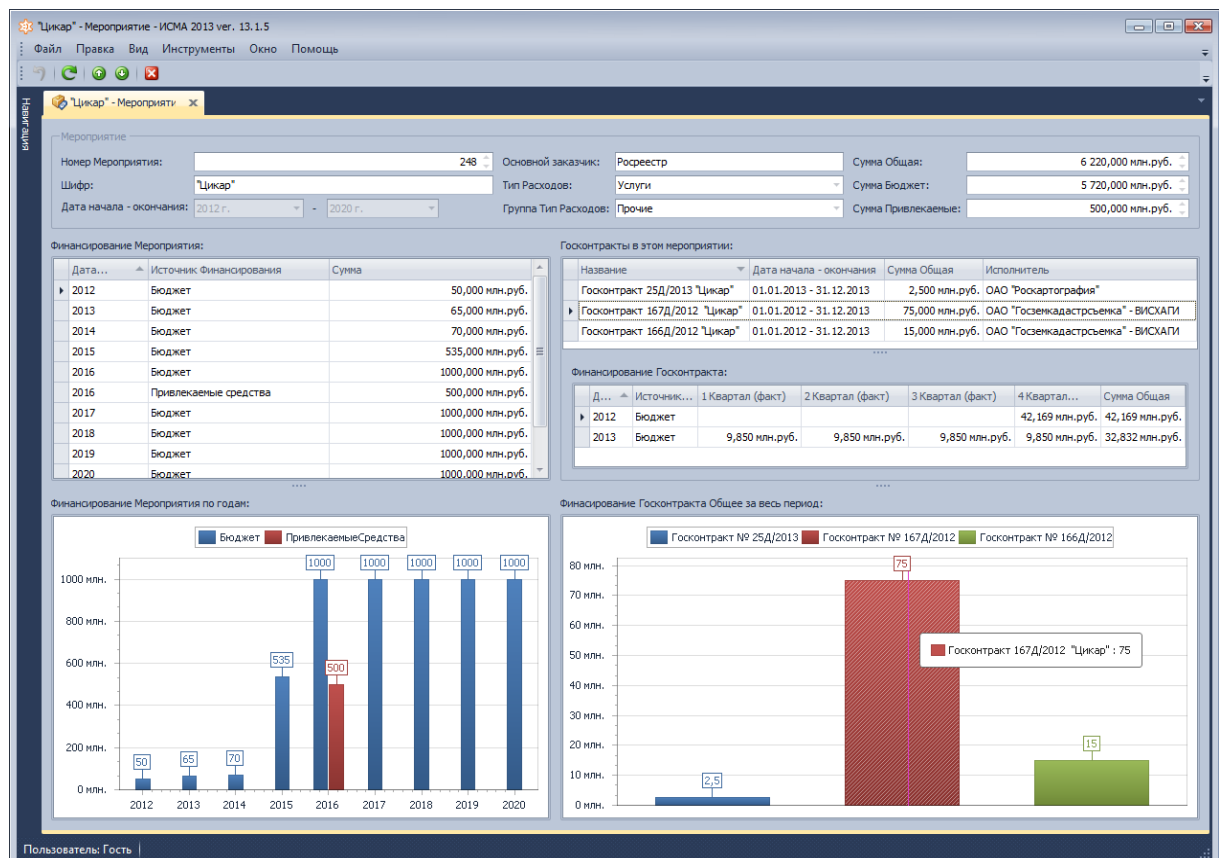 "Цикар" - Мероприятие - ИСМА 2013 ver. 13.1.5
Файл Правка Вид Инструменты Окно Помощь
Навигация
"Цикар" - Мероприяти
Мероприятие
Номер Мероприятия: 248 Основной заказчик: Росреестр Сумма Общая: 6 220,000 млн.руб.
Шифр: "Цикар" Тип Расходов: Услуги Сумма Бюджет: 5 720,000 млн.руб.
Дата начала - окончания: 2012 г. - 2020 г. Группа Тип Расходов: Прочие Сумма Привлекаемые: 500,000 млн.руб.
Финансирование Мероприятия:
Дата... Источник Финансирования Сумма
2012 Бюджет 50,000 млн.руб.
2013 Бюджет 65,000 млн.руб.
2014 Бюджет 70,000 млн.руб.
2015 Бюджет 535,000 млн.руб.
2016 Бюджет 1000,000 млн.руб.
2016 Привлекаемые средства 500,000 млн.руб.
2017 Бюджет 1000,000 млн.руб.
2018 Бюджет 1000,000 млн.руб.
2019 Бюджет 1000,000 млн.руб.
2020 Бюджет 1000,000 млн.руб.
Госконтракты в этом мероприятии:
Название Дата начала - окончания Сумма Общая Исполнитель
Госконтракт 25Д/2013 "Цикар" 01.01.2013 - 31.12.2013 2,500 млн.руб. ОАО "Роскартография"
Госконтракт 167Д/2012 "Цикар" 01.01.2012 - 31.12.2013 75,000 млн.руб. ОАО "Госземкадастрсъемка" - ВИСХАГИ
Госконтракт 166Д/2012 "Цикар" 01.01.2012 - 31.12.2013 15,000 млн.руб. ОАО "Госземкадастрсъемка" - ВИСХАГИ
Финансирование Госконтракта:
Д... Источник... 1 Квартал (факт) 2 Квартал (факт) 3 Квартал (факт) 4 Квартал... Сумма Общая
2012 Бюджет 42,169 млн.руб. 42,169 млн.руб.
2013 Бюджет 9,850 млн.руб. 9,850 млн.руб. 9,850 млн.руб. 9,850 млн.руб. 32,832 млн.руб.
Финансирование Мероприятия по годам:
Бюджет ПривлекаемыеСредства
1000 1000 1000 1000 1000
1000 млн.
800 млн.
600 млн.
535
500
400 млн.
200 млн.
50 65 70
0 млн.
2012 2013 2014 2015 2016 2017 2018 2019 2020
Финасирование Госконтракта Общее за весь период:
Госконтракт № 25Д/2013 Госконтракт № 167Д/2012 Госконтракт № 166Д/2012
80 млн.
75
70 млн.
60 млн.
50 млн.
Госконтракт 167Д/2012 "Цикар" : 75
40 млн.
30 млн.
20 млн.
15
10 млн.
2,5
0 млн.
Пользователь: Гость